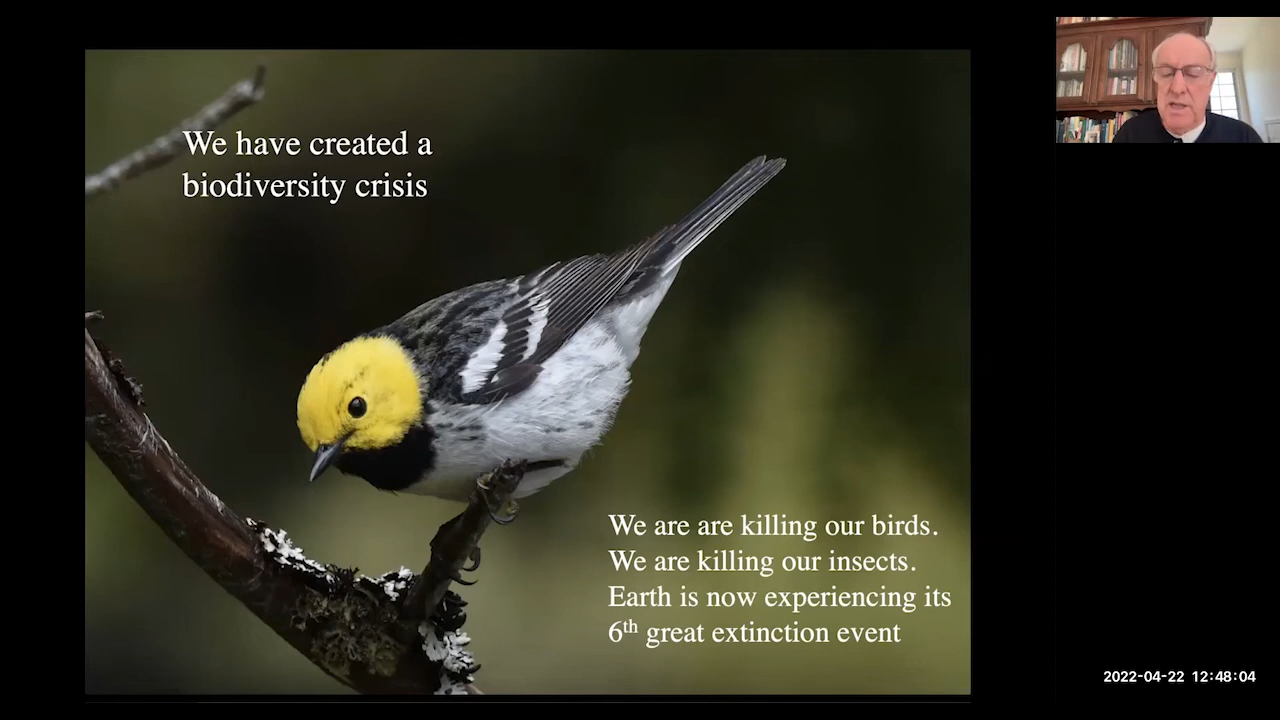 We have created a
biodiversity crisis
We are are killing our birds.
We are killing our insects.
Earth is now experiencing its
6th great extinction event
2022-04-22 12:48:04